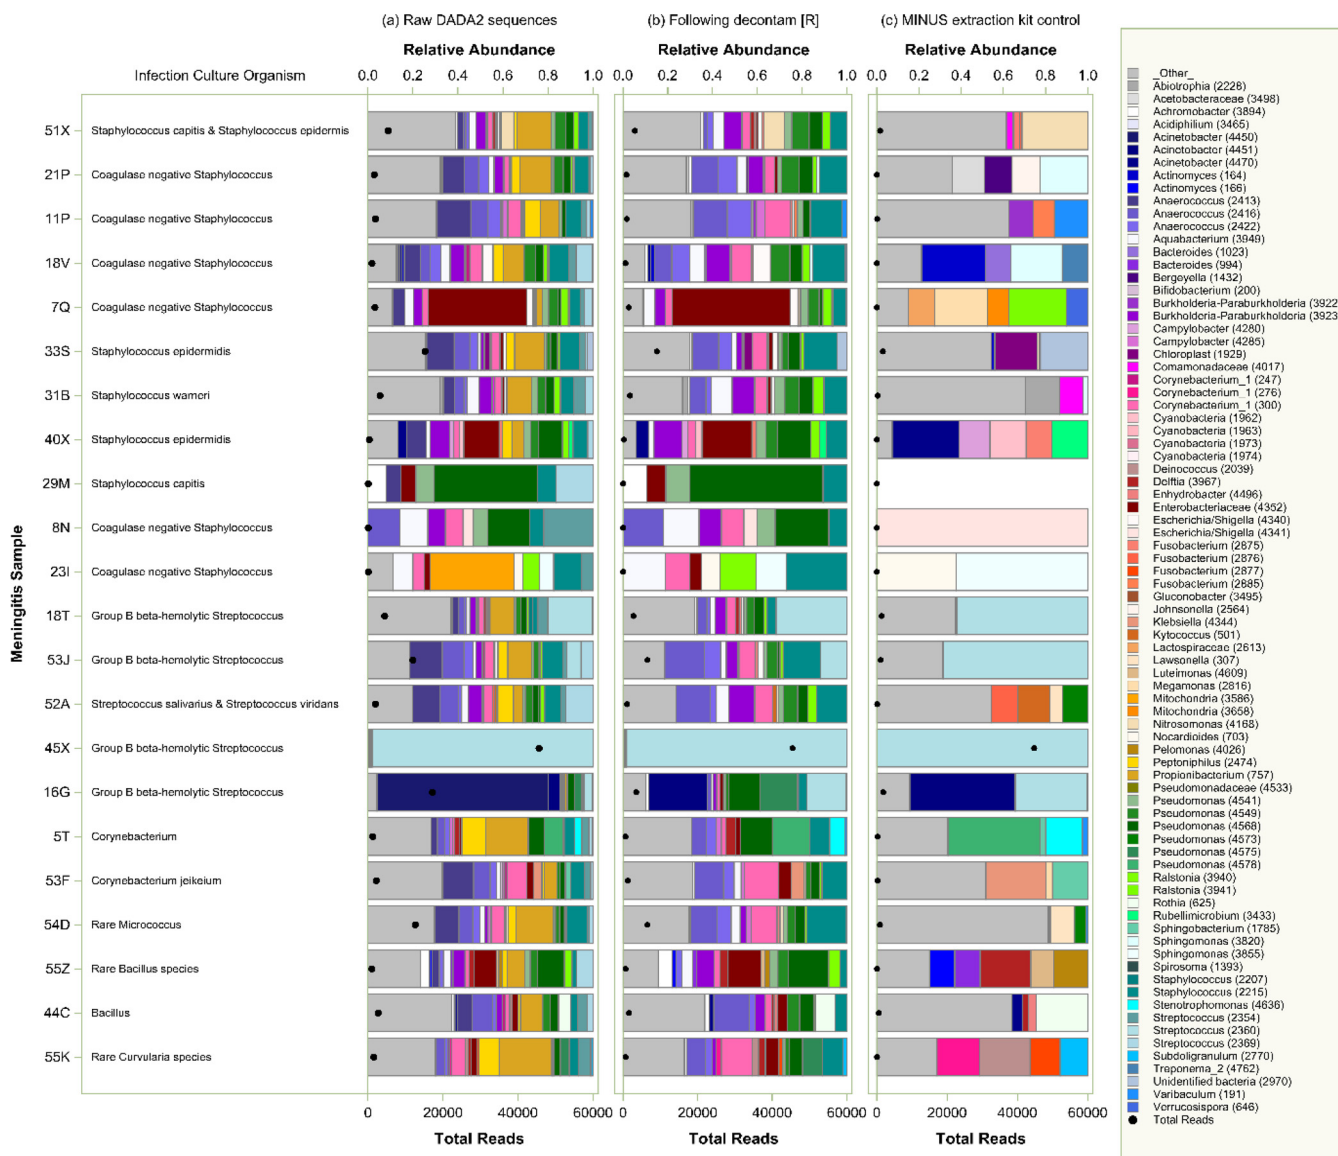 (a) Raw DADA2 sequences
(b) Following decontam [R]
(c) MINUS extraction kit control
Relative Abundance
Relative Abundance
Relative Abundance
Infection Culture Organism
0.0 0.2 0.4 0.6 0.8 1.0
0.0 0.2 0.4 0.6 0.8 1.0
0.0 0.2 0.4 0.6 0.8 1.0
Meningitis Sample
51X Staphylococcus capitis & Staphylococcus epidermis
21P Coagulase negative Staphylococcus
11P Coagulase negative Staphylococcus
18V Coagulase negative Staphylococcus
7Q Coagulase negative Staphylococcus
33S Staphylococcus epidermidis
31B Staphylococcus warneri
40X Staphylococcus epidermidis
29M Staphylococcus capitis
8N Coagulase negative Staphylococcus
23I Coagulase negative Staphylococcus
18T Group B beta-hemolytic Streptococcus
53J Group B beta-hemolytic Streptococcus
52A Streptococcus salivarius & Streptococcus viridans
45X Group B beta-hemolytic Streptococcus
16G Group B beta-hemolytic Streptococcus
5T Corynebacterium
53F Corynebacterium jeikeium
54D Rare Micrococcus
55Z Rare Bacillus species
44C Bacillus
55K Rare Curvularia species
0 20000 40000 60000
0 20000 40000 60000
0 20000 40000 60000
Total Reads
Total Reads
Total Reads
_Other_
Abiotrophia (2226)
Acetobacteraceae (3498)
Achromobacter (3894)
Acidiphilium (3465)
Acinetobacter (4450)
Acinetobacter (4451)
Acinetobacter (4470)
Actinomyces (164)
Actinomyces (166)
Anaerococcus (2413)
Anaerococcus (2416)
Anaerococcus (2422)
Aquabacterium (3949)
Bacteroides (1023)
Bacteroides (994)
Bergeyella (1432)
Bifidobacterium (200)
Burkholderia-Paraburkholderia (3922
Burkholderia-Paraburkholderia (3923
Campylobacter (4280)
Campylobacter (4285)
Chloroplast (1929)
Comamonadaceae (4017)
Corynebacterium_1 (247)
Corynebacterium_1 (276)
Corynebacterium_1 (300)
Cyanobacteria (1962)
Cyanobacteria (1963)
Cyanobacteria (1973)
Cyanobacteria (1974)
Deinococcus (2039)
Delftia (3967)
Enhydrobacter (4496)
Enterobacteriaceae (4352)
Escherichia/Shigella (4340)
Escherichia/Shigella (4341)
Fusobacterium (2875)
Fusobacterium (2876)
Fusobacterium (2877)
Fusobacterium (2885)
Gluconobacter (3495)
Johnsonella (2564)
Klebsiella (4344)
Kytococcus (501)
Lactospiraceae (2613)
Lawsonella (307)
Luteimonas (4609)
Megamonas (2816)
Mitochondria (3586)
Mitochondria (3658)
Nitrosomonas (4168)
Nocardioides (703)
Pelomonas (4026)
Peptoniphilus (2474)
Propionibacterium (757)
Pseudomonadaceae (4533)
Pseudomonas (4541)
Pseudomonas (4549)
Pseudomonas (4568)
Pseudomonas (4573)
Pseudomonas (4575)
Pseudomonas (4578)
Ralstonia (3940)
Ralstonia (3941)
Rothia (625)
Rubellimicrobium (3433)
Sphingobacterium (1785)
Sphingomonas (3820)
Sphingomonas (3855)
Spirosoma (1393)
Staphylococcus (2207)
Staphylococcus (2215)
Stenotrophomonas (4636)
Streptococcus (2354)
Streptococcus (2360)
Streptococcus (2369)
Subdoligranulum (2770)
Treponema_2 (4762)
Unidentified bacteria (2970)
Varibaculum (191)
Verrucosispora (646)
Total Reads